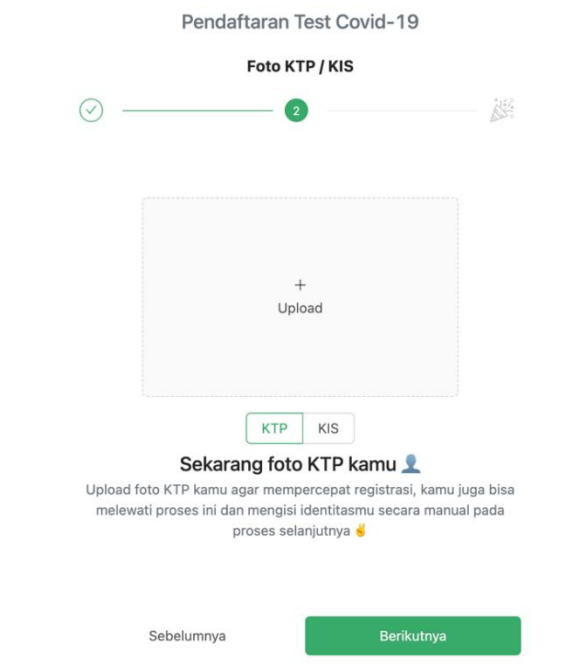 Pendaftaran Test Covid-19
Foto KTP / KIS
2
+
Upload
KTP KIS
Sekarang foto KTP kamu 👤
Upload foto KTP kamu agar mempercepat registrasi, kamu juga bisa
melewati proses ini dan mengisi identitasmu secara manual pada
proses selanjutnya ✌️
Sebelumnya Berikutnya